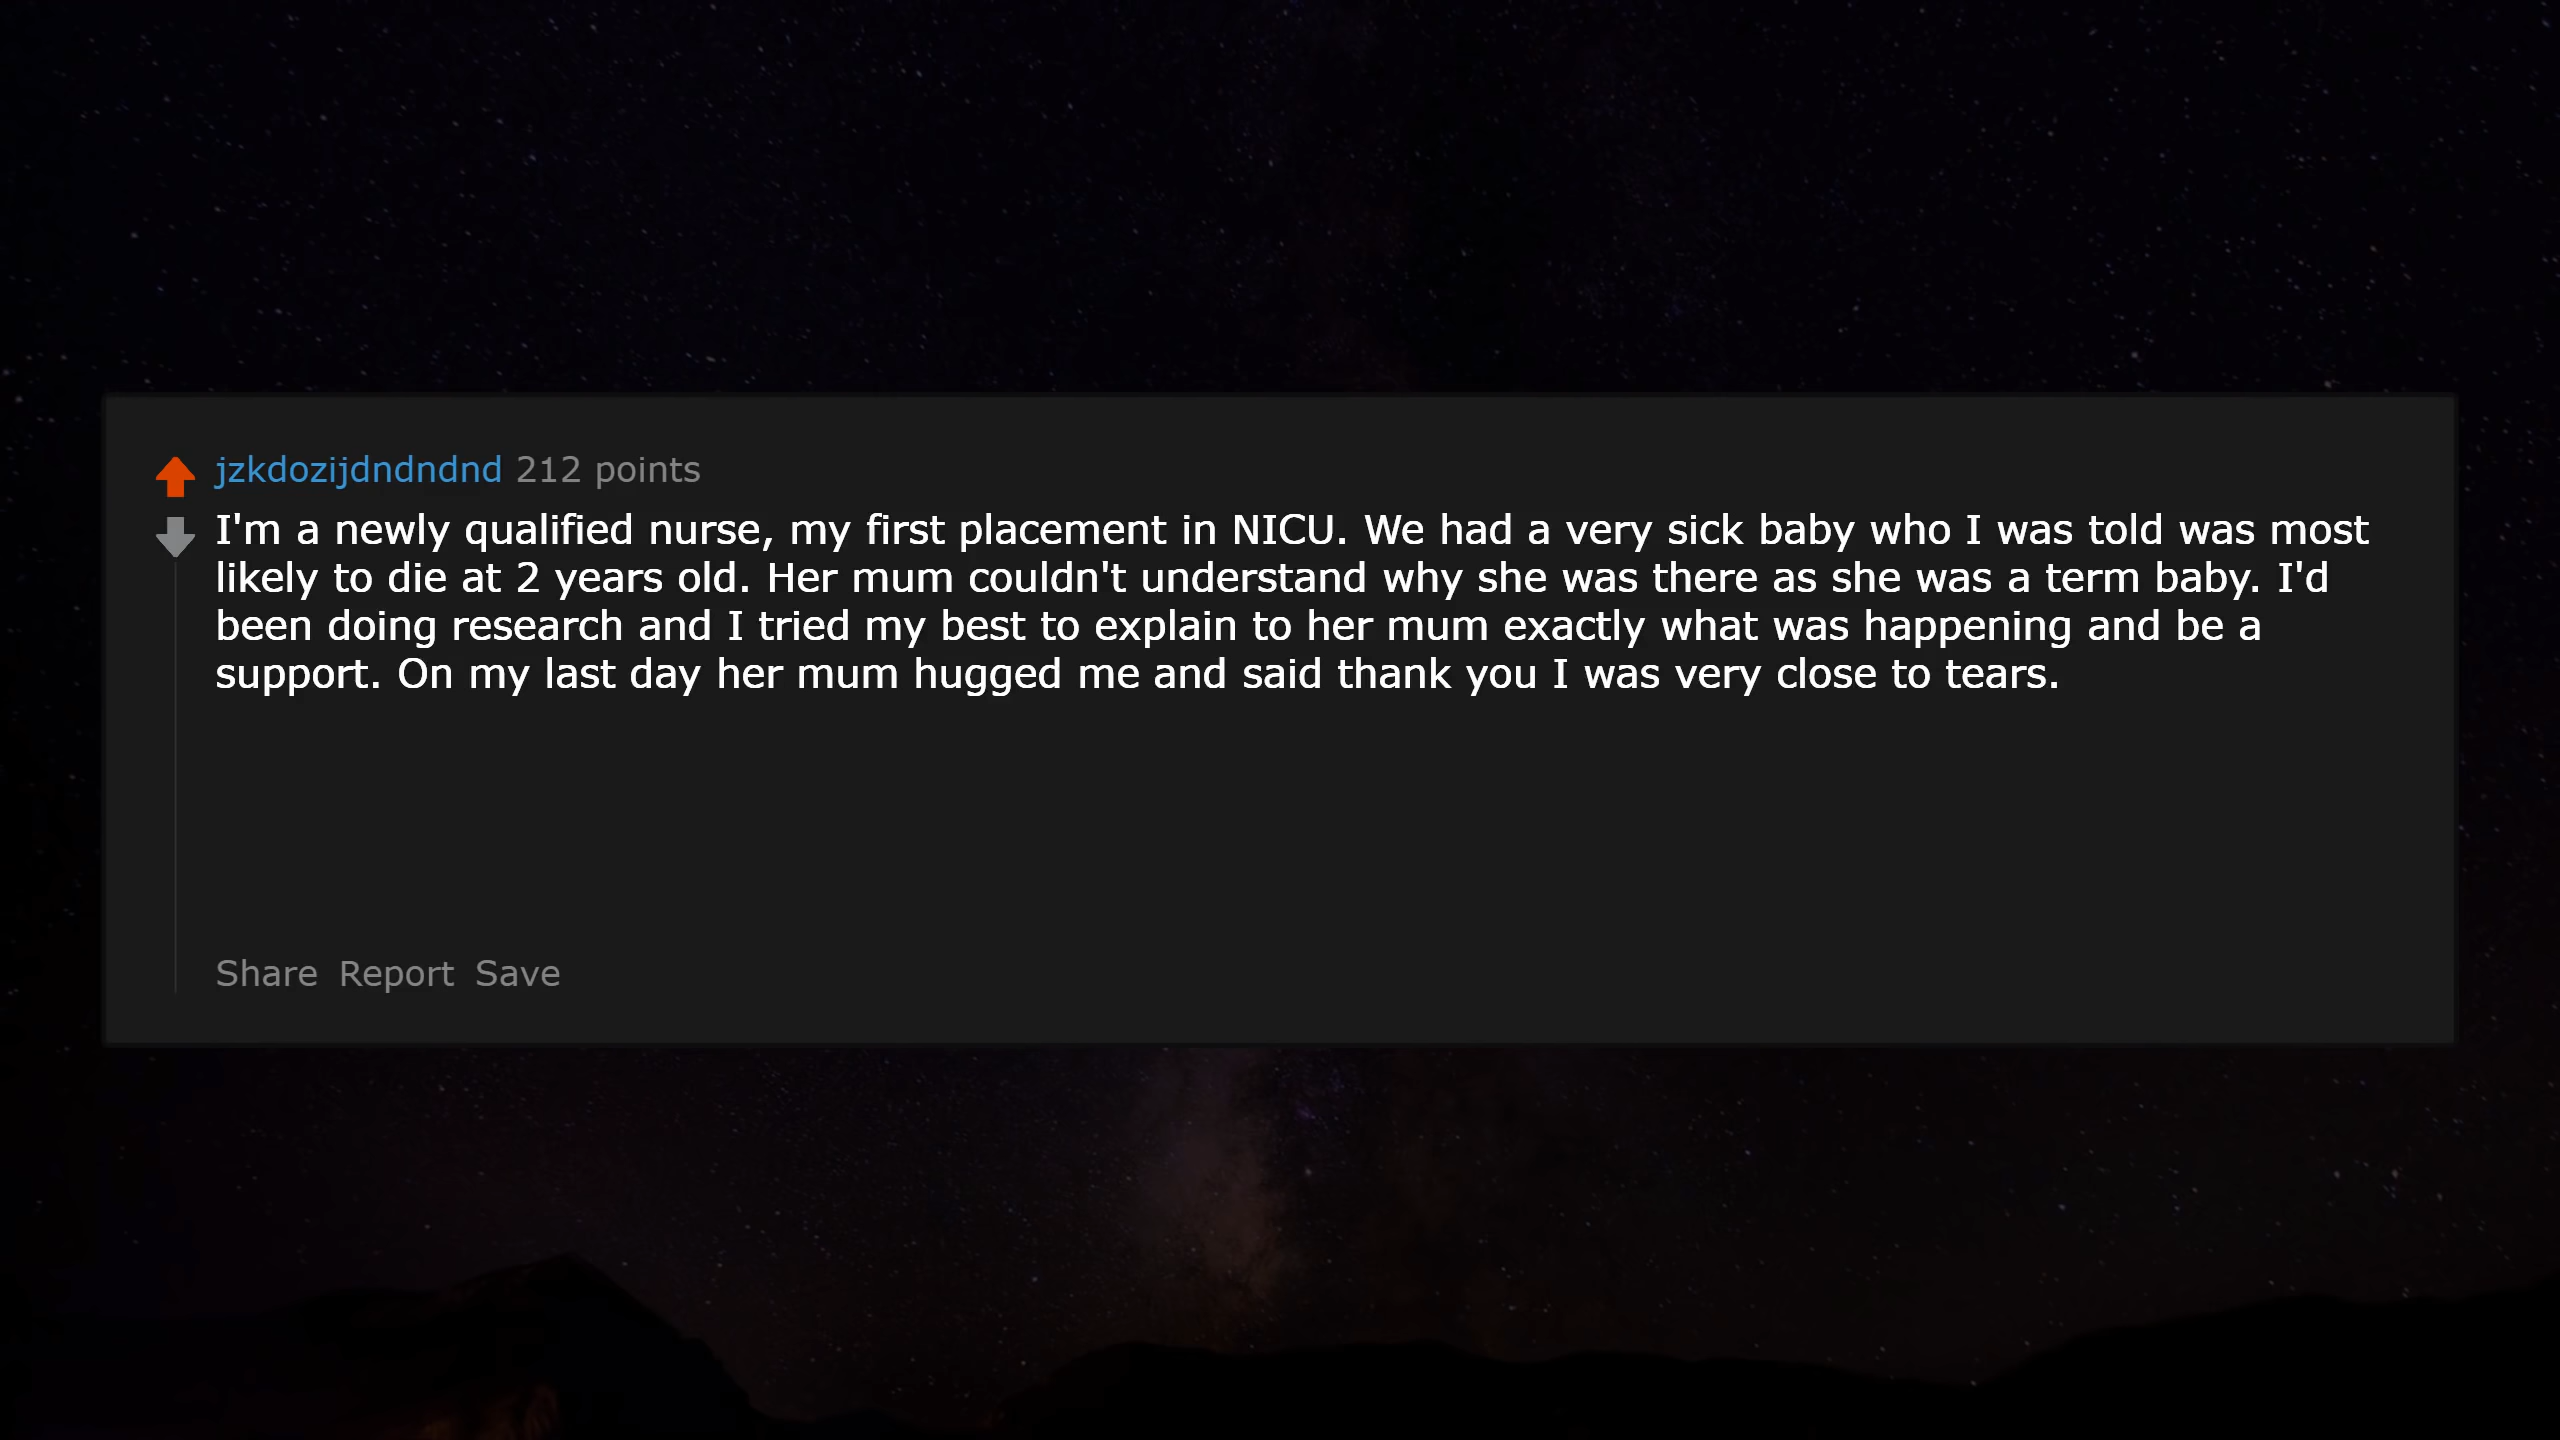 jzkdozijdndndnd 212 points
I'm a newly qualified nurse, my first placement in NICU. We had a very sick baby who I was told was most
likely to die at 2 years old. Her mum couldn't understand why she was there as she was a term baby. I'd
been doing research and I tried my best to explain to her mum exactly what was happening and be a
support. On my last day her mum hugged me and said thank you I was very close to tears.
Share Report Save